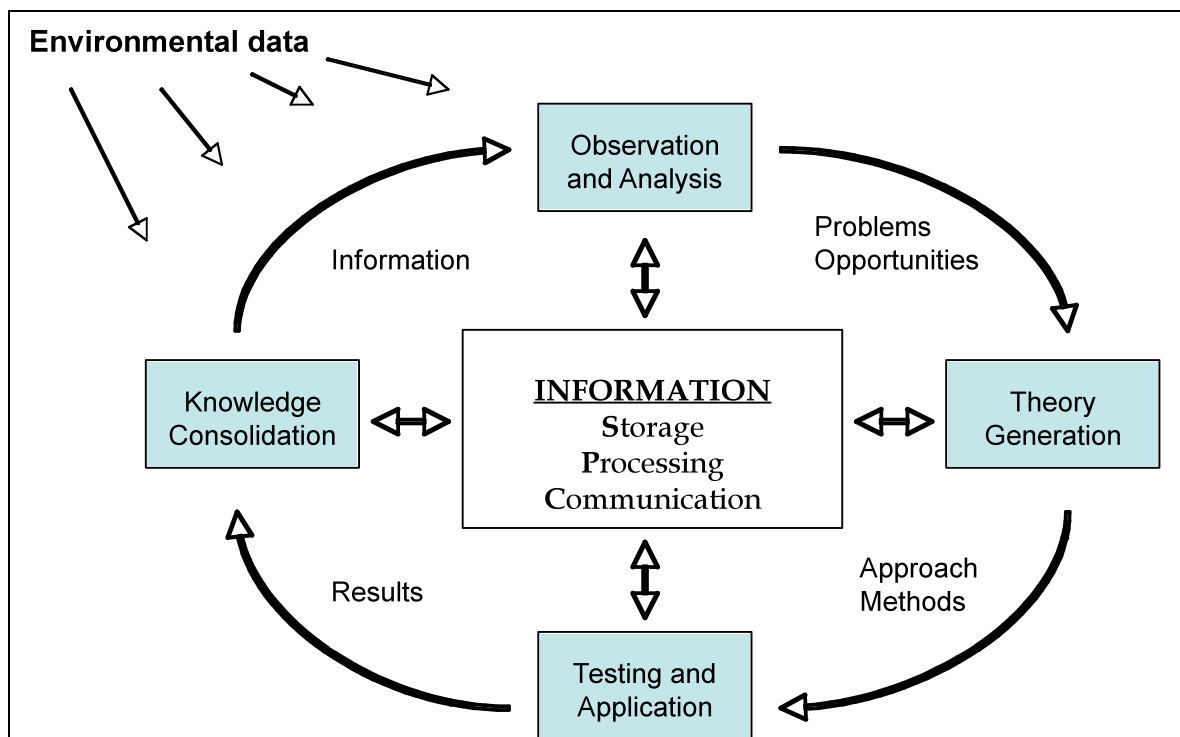 Environmental data
Observation
and Analysis
Problems
Opportunities
Information
Knowledge
Consolidation
INFORMATION
Storage
Processing
Communication
Theory
Generation
Results
Approach
Methods
Testing and
Application